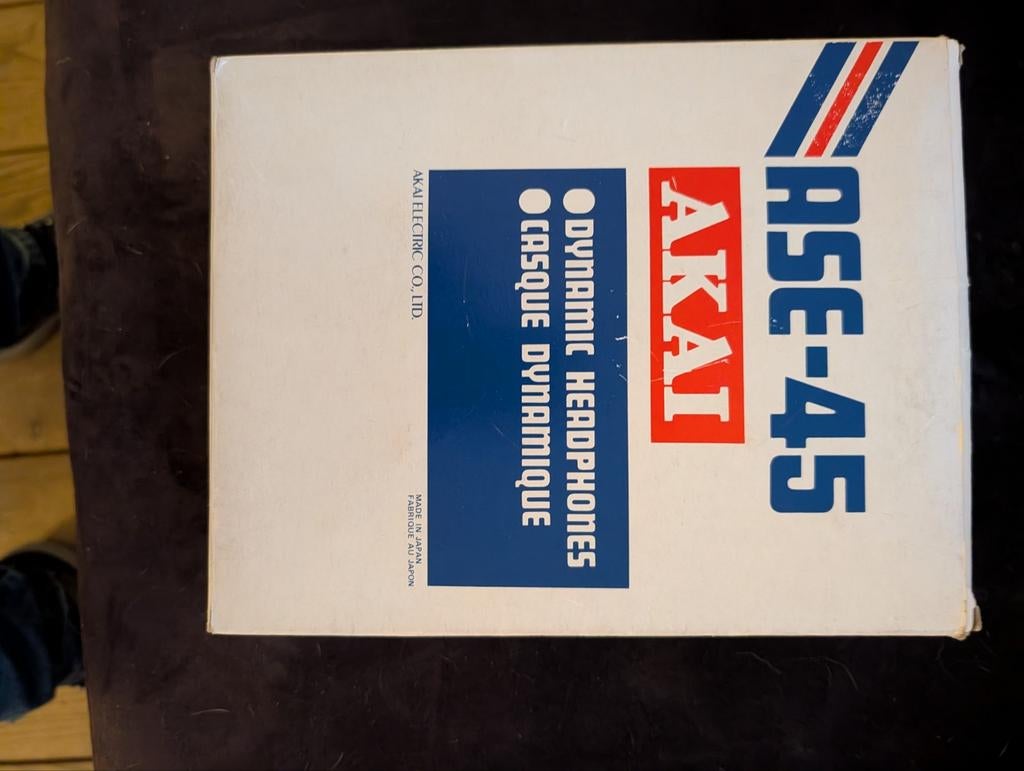 ASE-45
AKAI
●DYNAMIC HEADPHONES
●CASQUE DYNAMIQUE
AKAI ELECTRIC CO., LTD.
MADE IN JAPAN
FABRIQUE AU JAPON